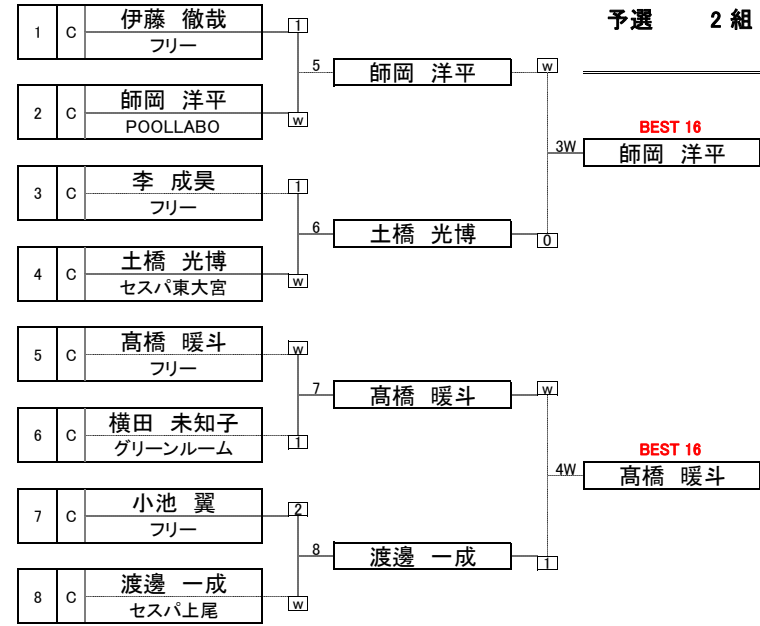 予選 2組
1 C 伊藤 徹哉 1
フリー
5 師岡 洋平 w
2 C 師岡 洋平 w
POOLLABO
BEST 16
3W 師岡 洋平
3 C 李 成昊 1
フリー
6 土橋 光博 0
4 C 土橋 光博 w
セスパ東大宮
5 C 髙橋 暖斗 w
フリー
7 髙橋 暖斗 w
6 C 横田 未知子 1
グリーンルーム
BEST 16
4W 髙橋 暖斗
7 C 小池 翼 2
フリー
8 渡邊 一成 1
8 C 渡邊 一成 w
セスパ上尾